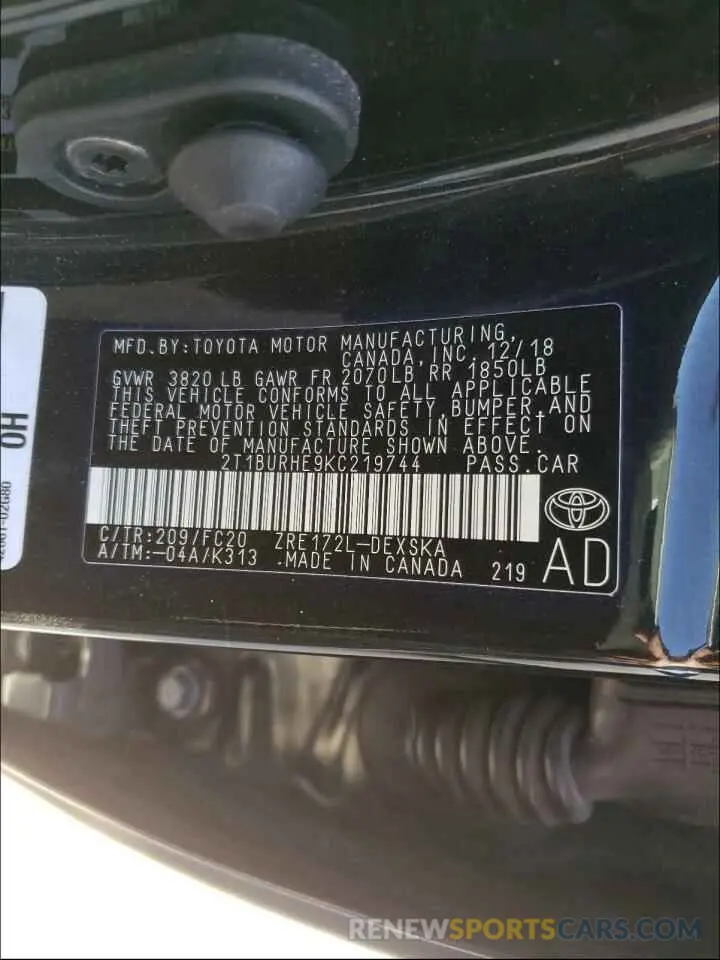 MFD.BY:TOYOTA MOTOR MANUFACTURING,
CANADA, INC. 12/18
GVWR 3820 LB GAWR FR 2070LB, RR 1850LB
THIS VEHICLE CONFORMS TO ALL APPLICABLE
FEDERAL MOTOR VEHICLE SAFETY,BUMPER,AND
THEFT PREVENTION STANDARDS IN EFFECT ON
THE DATE OF MANUFACTURE SHOWN ABOVE.
2T1BURHE9KC219744 PASS.CAR
C/TR:209/FC20 ZRE172L-DEXSKA
A/TM:-04A/K313 .MADE IN CANADA 219 AD
HO
RENEWSPORTSCARS.COM